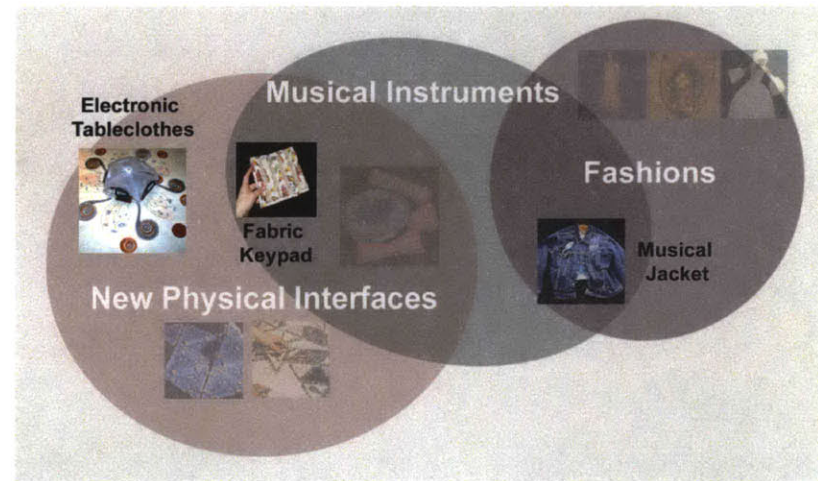 Musical Instruments
Electronic
Tableclothes
Fashions
Fabric
Keypad
Musical
Jacket
New Physical Interfaces